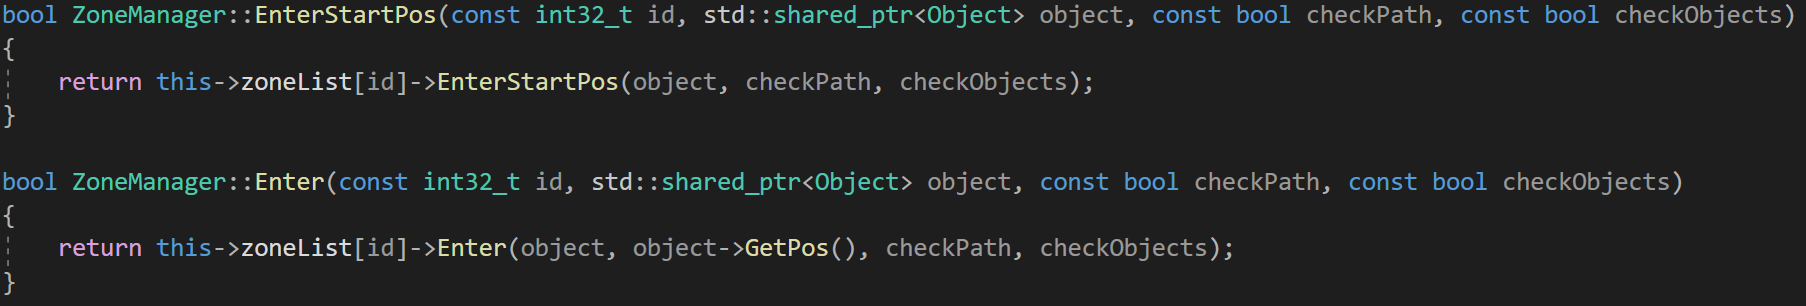 bool ZoneManager::EnterStartPos(const int32_t id, std::shared_ptr<Object> object, const bool checkPath, const bool checkObjects)
{
    return this->zoneList[id]->EnterStartPos(object, checkPath, checkObjects);
}

bool ZoneManager::Enter(const int32_t id, std::shared_ptr<Object> object, const bool checkPath, const bool checkObjects)
{
    return this->zoneList[id]->Enter(object, object->GetPos(), checkPath, checkObjects);
}